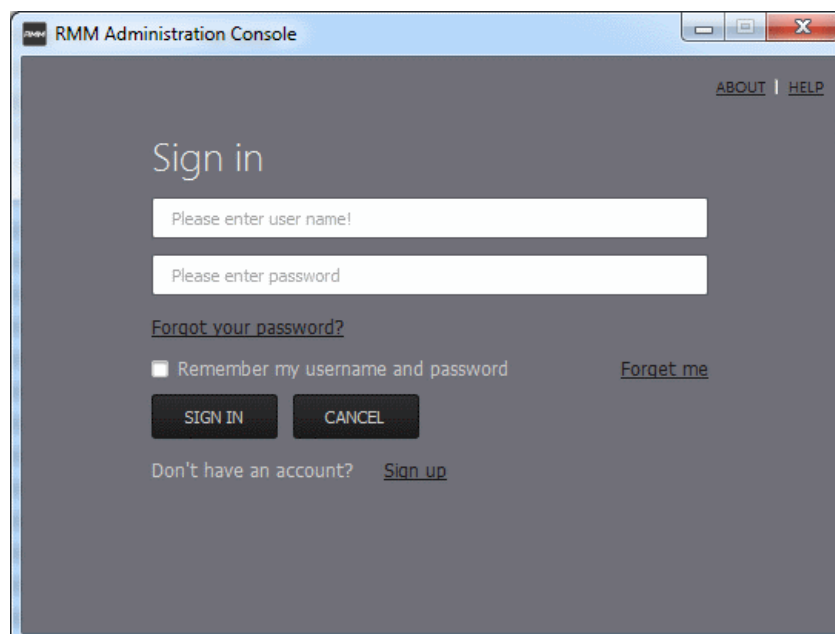 RMM RMM Administration Console
ABOUT | HELP
Sign in
Please enter user name!
Please enter password
Forgot your password?
Remember my username and password Forget me
SIGN IN CANCEL
Don't have an account? Sign up